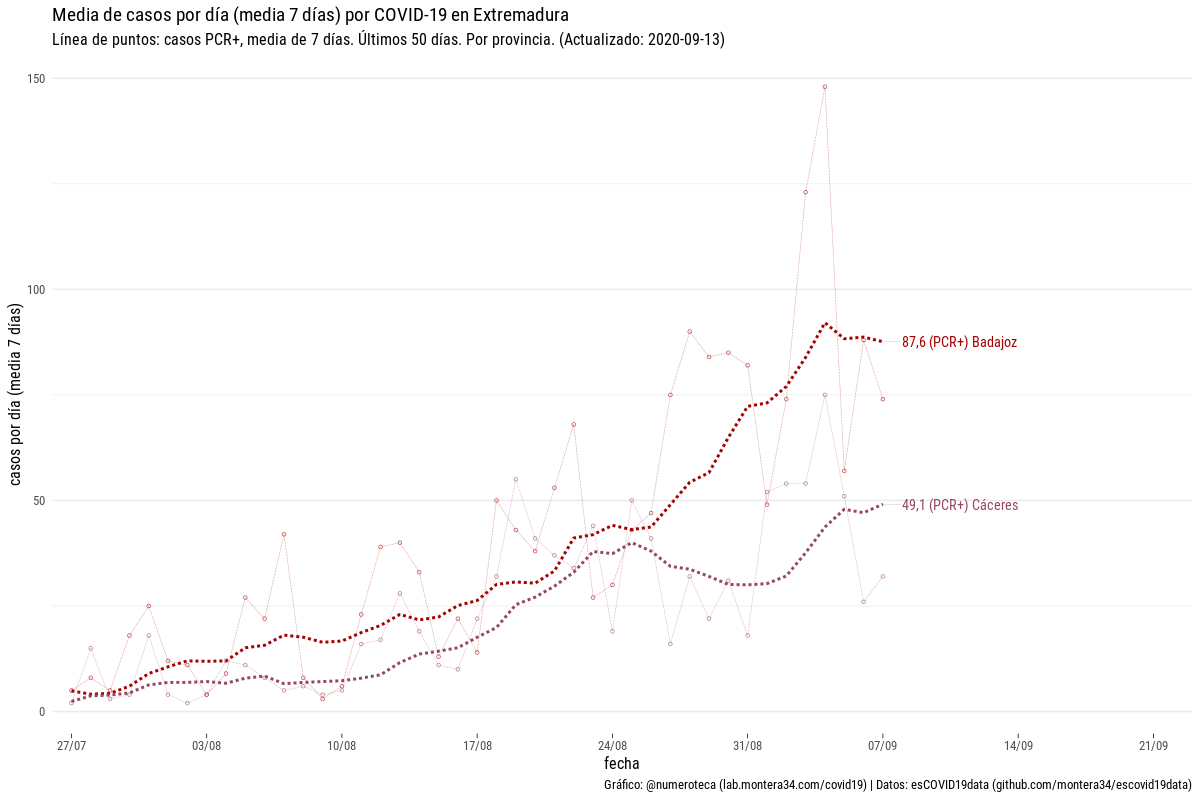 Media de casos por día (media 7 días) por COVID-19 en Extremadura
Línea de puntos: casos PCR+, media de 7 días. Últimos 50 días. Por provincia. (Actualizado: 2020-09-13)
casos por día (media 7 días)
150
100
50
0
87,6 (PCR+) Badajoz
49,1 (PCR+) Cáceres
27/07 03/08 10/08 17/08 24/08 31/08 07/09 14/09 21/09
fecha
Gráfico: @numeroteca (lab.montera34.com/covid19) | Datos: esCOVID19data (github.com/montera34/escovid19data)